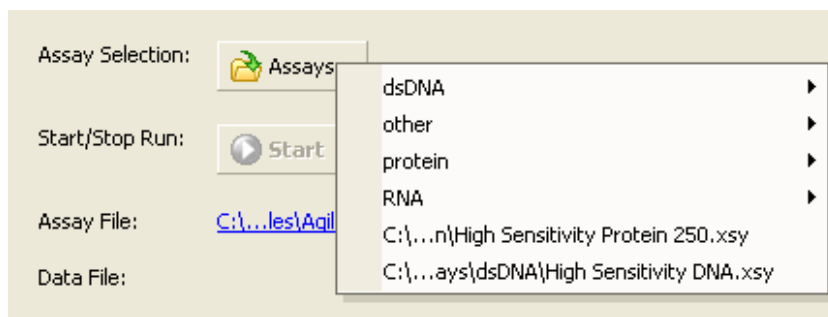 Assay Selection:
Assays
dsDNA
other
Start/Stop Run:
Start
protein
RNA
Assay File:
C:\...les\Agil
C:\...n\High Sensitivity Protein 250.xsy
Data File:
C:\...ays\dsDNA\High Sensitivity DNA.xsy